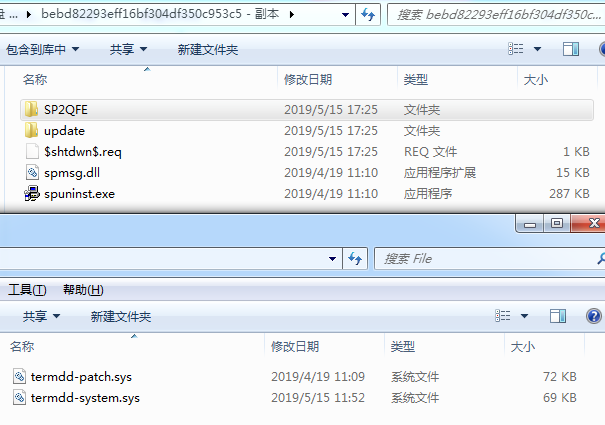 盘 ... ▸ bebd82293eff16bf304df350c953c5 - 副本 ▸ 搜索 bebd82293eff16bf304df350c...
包含到库中 共享 新建文件夹
名称 修改日期 类型 大小
SP2QFE 2019/5/15 17:25 文件夹
update 2019/5/15 17:25 文件夹
$shtdwn$.req 2019/5/15 17:25 REQ 文件 1 KB
spmsg.dll 2019/4/19 11:10 应用程序扩展 15 KB
spuninst.exe 2019/4/19 11:10 应用程序 287 KB
搜索 File
工具(T) 帮助(H)
共享 新建文件夹
名称 修改日期 类型 大小
termdd-patch.sys 2019/4/19 11:09 系统文件 72 KB
termdd-system.sys 2019/5/15 11:52 系统文件 69 KB